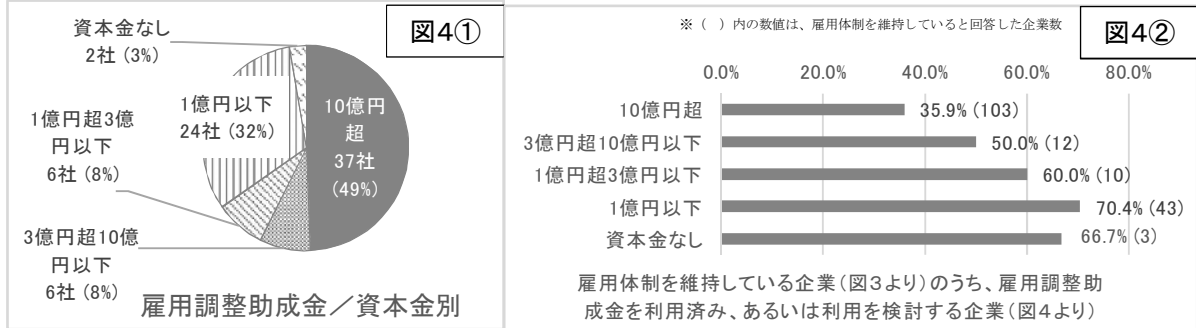 図4①
資本金なし
2社 (3%)
1億円以下
24社 (32%)
10億円
超
37社
(49%)
1億円超3億
円以下
6社 (8%)
3億円超10億
円以下
6社 (8%)
雇用調整助成金／資本金別
※（　）内の数値は、雇用体制を維持していると回答した企業数
図4②
0.0% 20.0% 40.0% 60.0% 80.0%
10億円超 35.9% (103)
3億円超10億円以下 50.0% (12)
1億円超3億円以下 60.0% (10)
1億円以下 70.4% (43)
資本金なし 66.7% (3)
雇用体制を維持している企業(図3より)のうち、雇用調整助
成金を利用済み、あるいは利用を検討する企業(図4より)